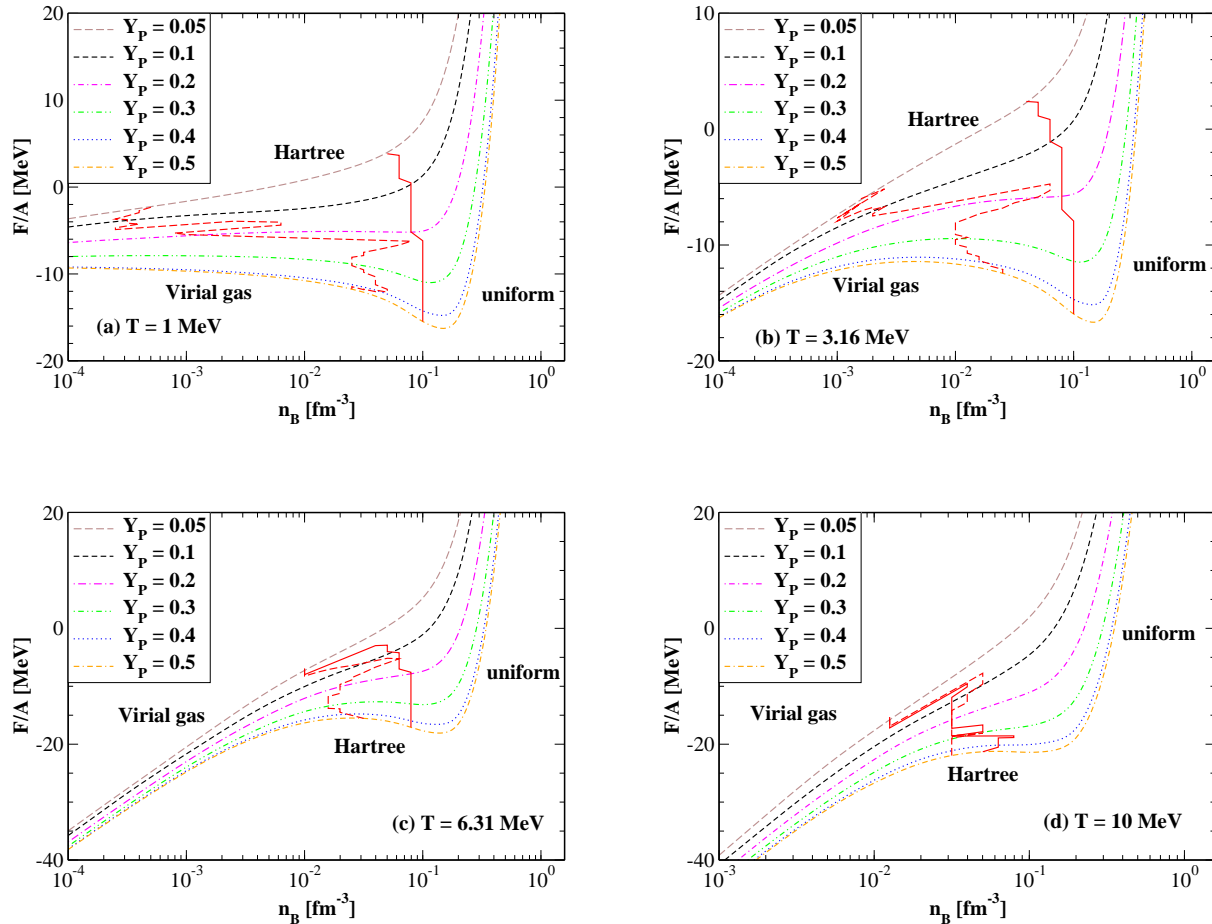 20
10
0
-10
-20
F/A [MeV]
Y_P = 0.05
Y_P = 0.1
Y_P = 0.2
Y_P = 0.3
Y_P = 0.4
Y_P = 0.5
Hartree
Virial gas
uniform
(a) T = 1 MeV
10^-4 10^-3 10^-2 10^-1 10^0
n_B [fm^-3]
10
0
-10
-20
F/A [MeV]
Y_P = 0.05
Y_P = 0.1
Y_P = 0.2
Y_P = 0.3
Y_P = 0.4
Y_P = 0.5
Hartree
Virial gas
uniform
(b) T = 3.16 MeV
10^-4 10^-3 10^-2 10^-1 10^0
n_B [fm^-3]
20
0
-20
-40
F/A [MeV]
Y_P = 0.05
Y_P = 0.1
Y_P = 0.2
Y_P = 0.3
Y_P = 0.4
Y_P = 0.5
Virial gas
uniform
Hartree
(c) T = 6.31 MeV
10^-4 10^-3 10^-2 10^-1 10^0
n_B [fm^-3]
20
0
-20
-40
F/A [MeV]
Y_P = 0.05
Y_P = 0.1
Y_P = 0.2
Y_P = 0.3
Y_P = 0.4
Y_P = 0.5
uniform
Virial gas
Hartree
(d) T = 10 MeV
10^-3 10^-2 10^-1 10^0
n_B [fm^-3]